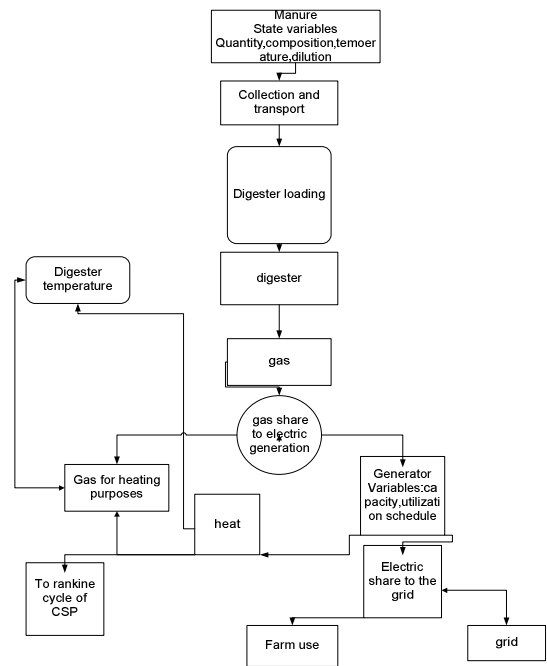 Manure
State variables
Quantity,composition,temoer
ature,dilution
Collection and
transport
Digester loading
Digester
temperature
digester
gas
gas share
to electric
generation
Gas for heating
purposes
Generator
Variables:ca
pacity,utilizati
on schedule
heat
To rankine
cycle of
CSP
Electric
share to the
grid
Farm use
grid